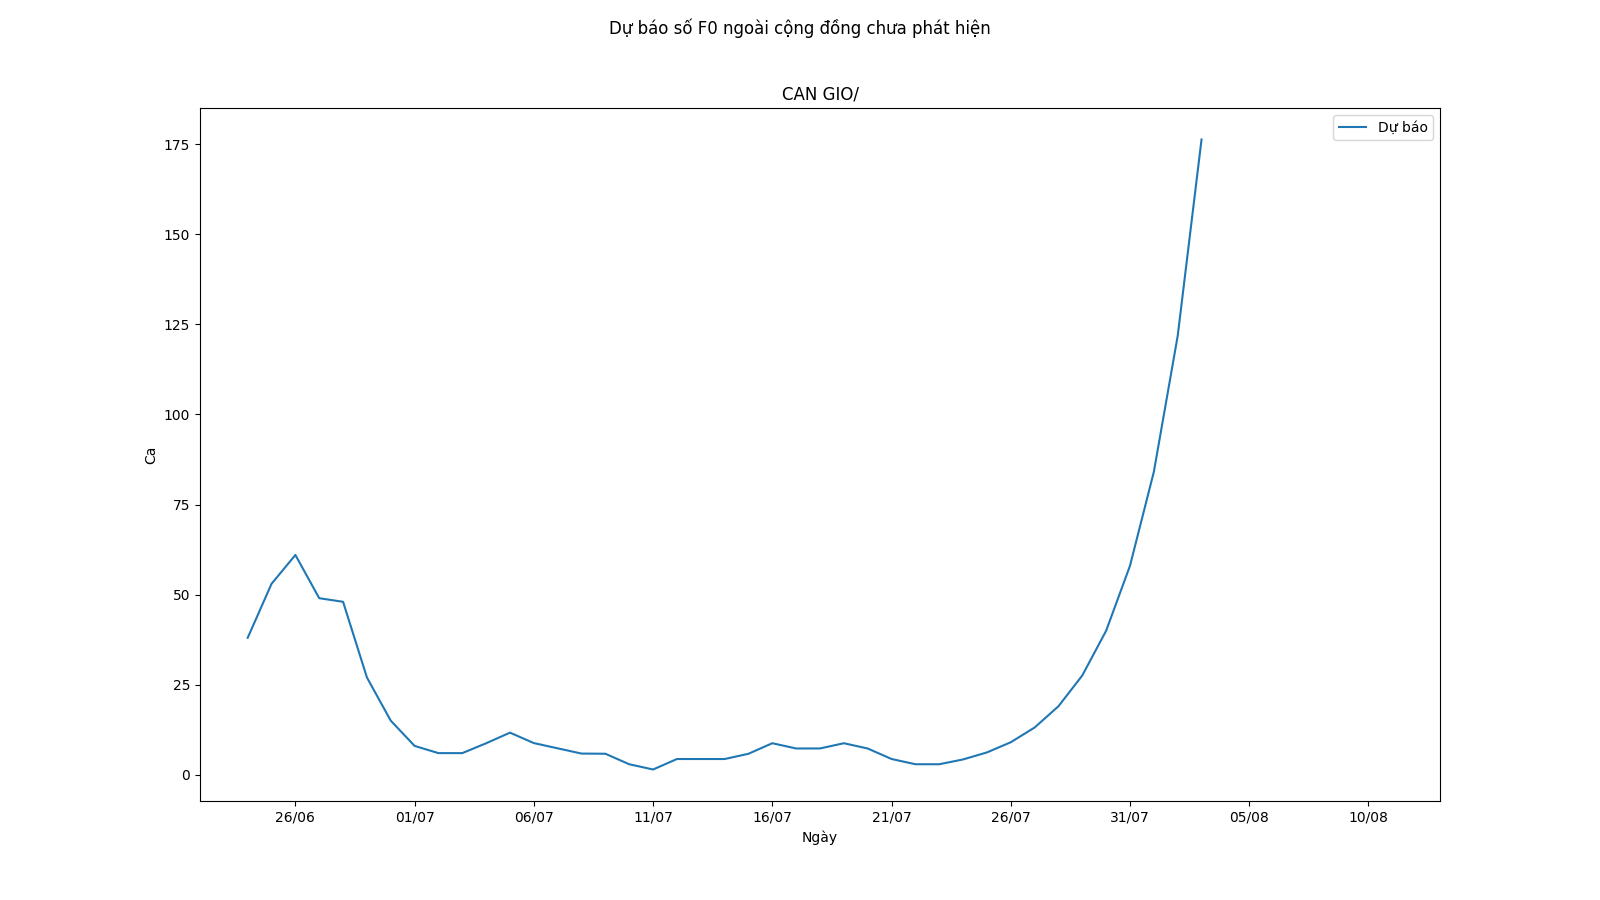 Dự báo số F0 ngoài cộng đồng chưa phát hiện
CAN GIO/
Dự báo
175
150
125
100
75
50
25
0
Ca
26/06 01/07 06/07 11/07 16/07 21/07 26/07 31/07 05/08 10/08
Ngày